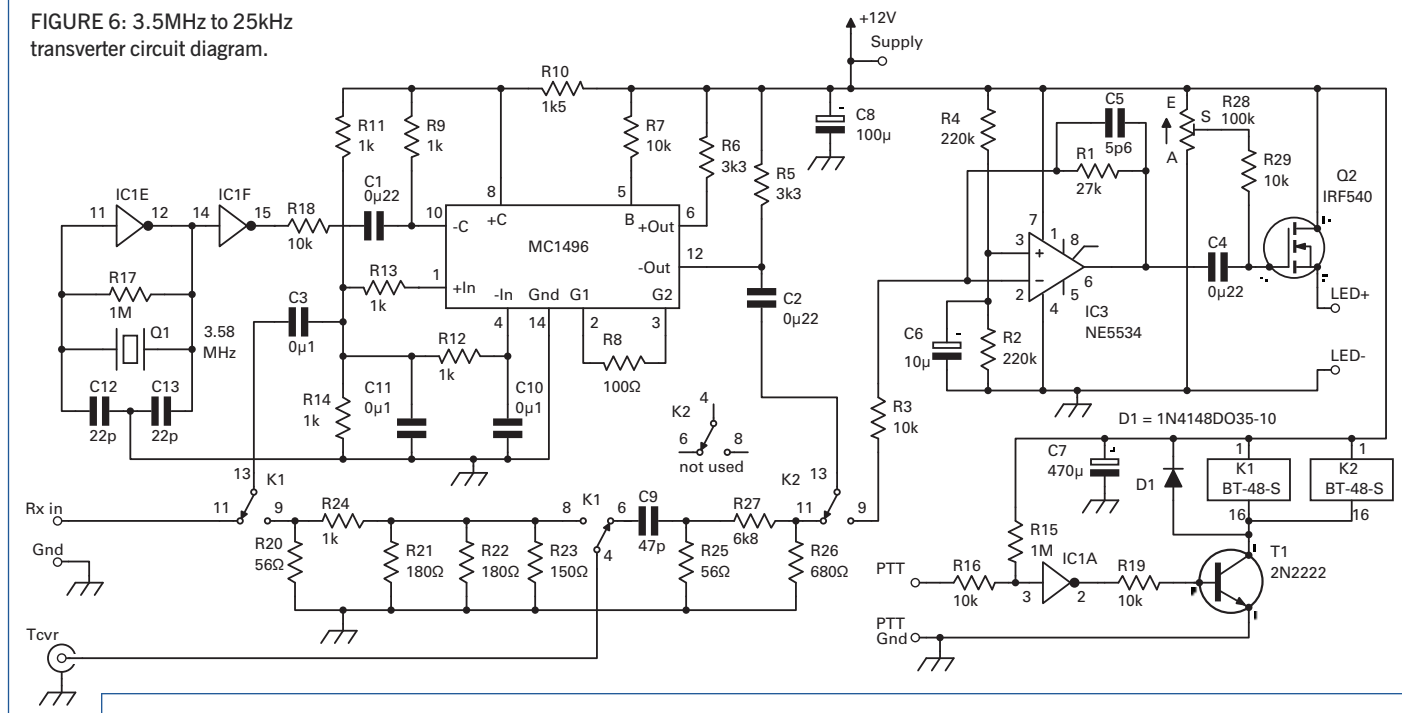 FIGURE 6: 3.5MHz to 25kHz
transverter circuit diagram.
+12V
Supply
R10
1k5
R11
1k
R9
1k
C1
0µ22
R7
10k
R6
3k3
R5
3k3
C8
100µ
R4
220k
C5
5p6
R1
27k
E
S
A
R28
100k
R29
10k
Q2
IRF540
IC1E
11
12
IC1F
14
15
R18
10k
10
-C
8
+C
5
B
6
+Out
MC1496
12
-Out
R13
1k
1
+In
-In
4
Gnd
14
G1
2
G2
3
R17
1M
Q1
3.58
MHz
C3
0µ1
C12
22p
C13
22p
R12
1k
R8
100Ω
C2
0µ22
R14
1k
C11
0µ1
C10
0µ1
7
3
+
1
8
−
2
6
5
4
IC3
NE5534
C4
0µ22
LED+
LED-
C6
10µ
R2
220k
R3
10k
K2
4
6
8
not used
D1 = 1N4148DO35-10
Rx in
Gnd
13
K1
11
9
R24
1k
R20
56Ω
R21
180Ω
R22
180Ω
R23
150Ω
8
K1
6
4
C9
47p
R25
56Ω
R27
6k8
R26
680Ω
K2
13
11
9
C7
470µ
D1
1
K1
BT-48-S
16
1
K2
BT-48-S
16
R15
1M
PTT
R16
10k
IC1A
3
2
R19
10k
T1
2N2222
PTT
Gnd
Tcvr